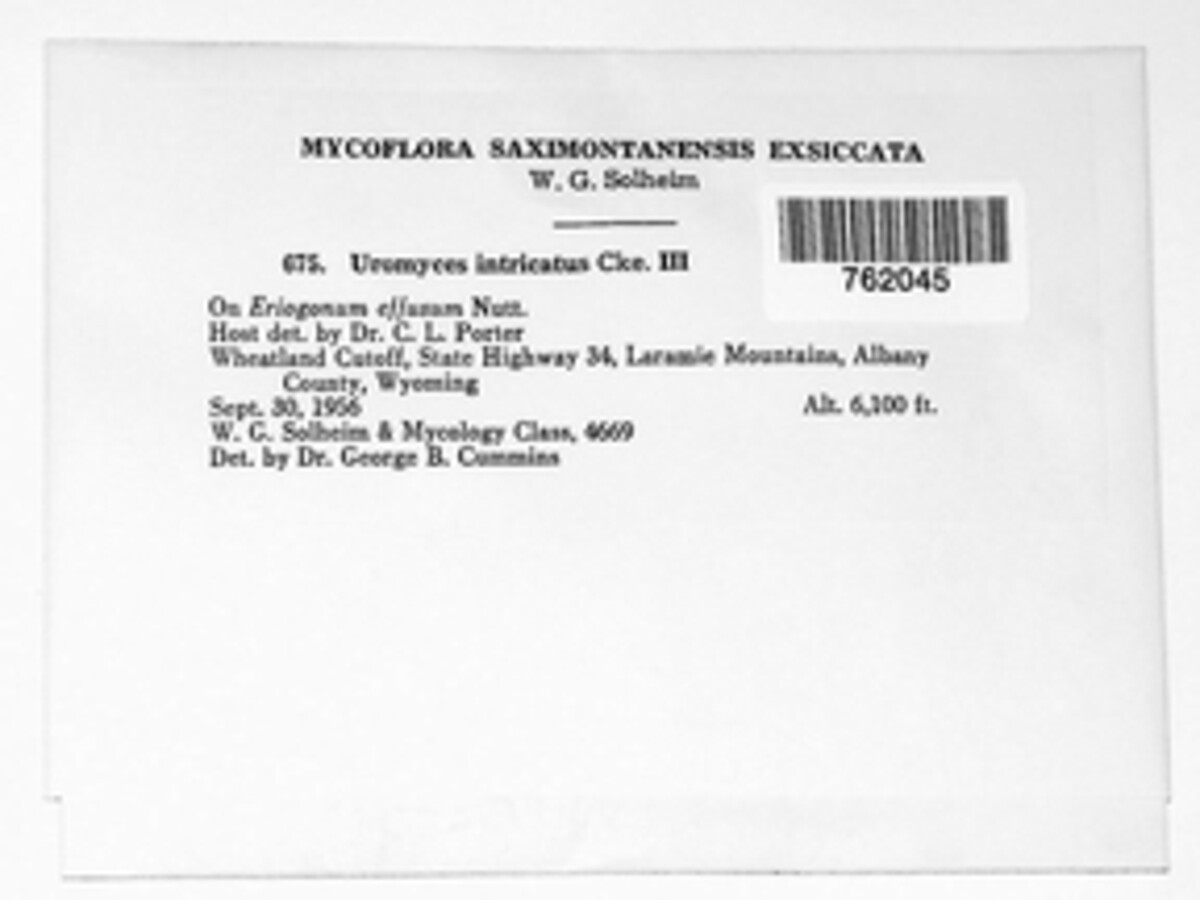 MYCOFLORA SAXIMONTANENSIS EXSICCATA
W. G. Solheim
762045
675. Uromyces intricatus Cke. III
On Eriogonum effusum Nutt.
Host det. by Dr. C. L. Porter
Wheatland Cutoff, State Highway 34, Laramie Mountains, Albany
County, Wyoming
Sept. 30, 1956 Alt. 6,100 ft.
W. G. Solheim & Mycology Class, 4669
Det. by Dr. George B. Cummins